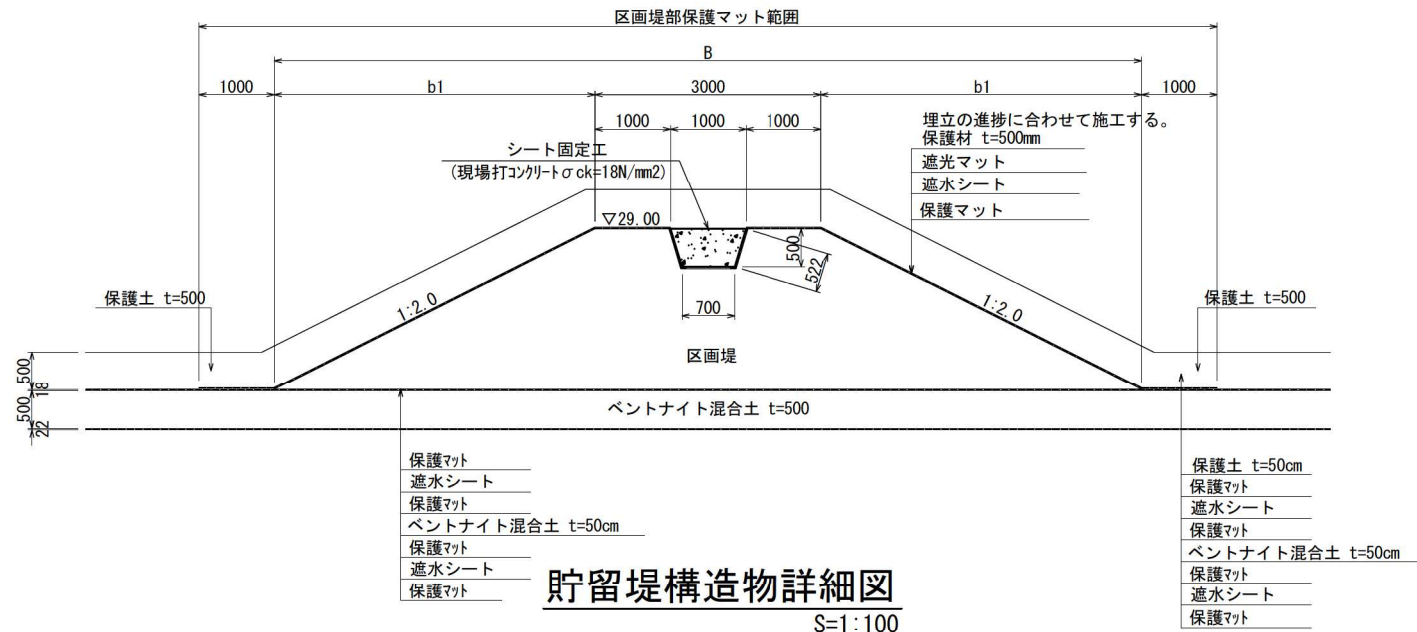 区画堤部保護マット範囲
B
1000
b1
3000
b1
1000
1000
1000
1000
埋立の進捗に合わせて施工する。
保護材 t=500mm
遮光マット
遮水シート
保護マット
シート固定工
(現場打コンクリートσck=18N/mm2)
▽29.00
500
522
700
保護土 t=500
1:2.0
1:2.0
保護土 t=500
区画堤
500
18
500
22
ベントナイト混合土 t=500
保護マット
遮水シート
保護マット
ベントナイト混合土 t=50cm
保護マット
遮水シート
保護マット
保護土 t=50cm
保護マット
遮水シート
保護マット
ベントナイト混合土 t=50cm
保護マット
遮水シート
保護マット
貯留堤構造物詳細図
S=1:100